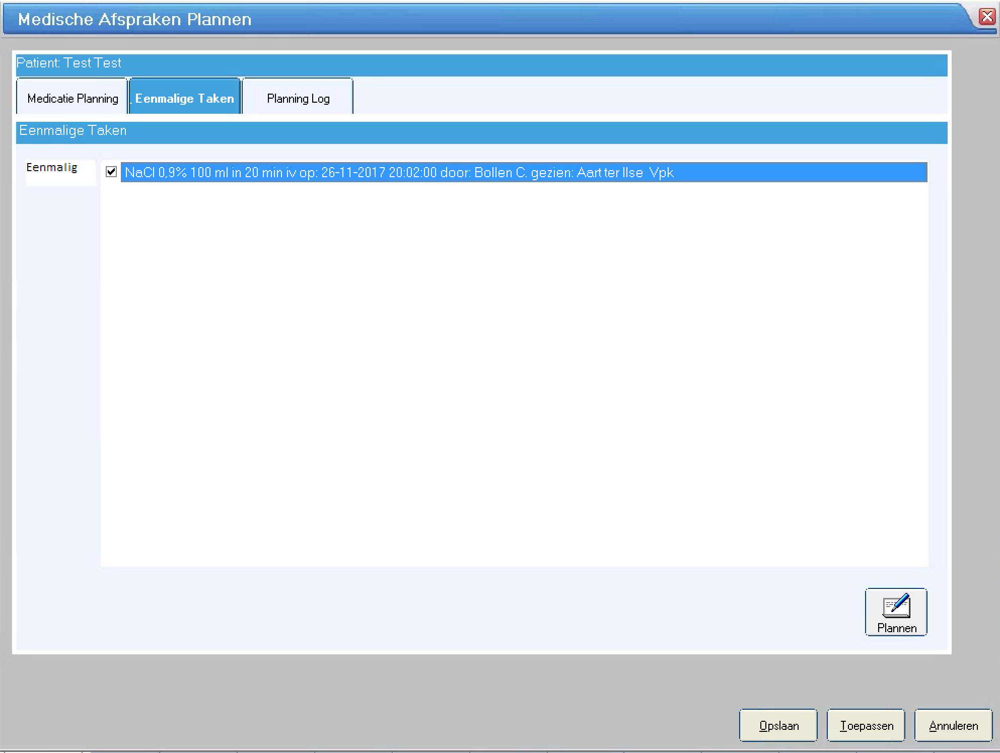 Medische Afspraken Plannen
Patient: Test Test
Medicatie Planning
Eenmalige Taken
Planning Log
Eenmalige Taken
Eenmalig
NaCl 0,9% 100 ml in 20 min iv op: 26-11-2017 20:02:00 door: Bollen C. gezien: Aart ter Ilse  Vpk
Plannen
Opslaan
Toepassen
Annuleren